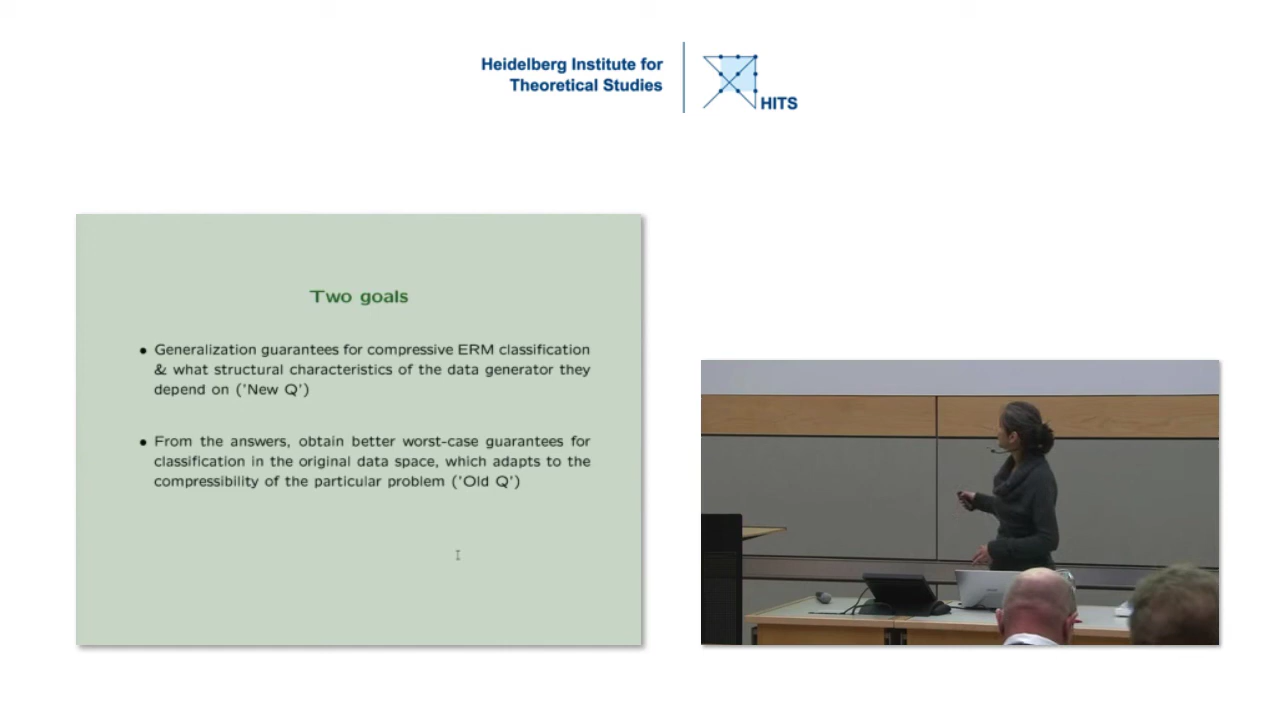 Heidelberg Institute for
Theoretical Studies
HITS
Two goals
• Generalization guarantees for compressive ERM classification
& what structural characteristics of the data generator they
depend on ('New Q')
• From the answers, obtain better worst-case guarantees for
classification in the original data space, which adapts to the
compressibility of the particular problem ('Old Q')